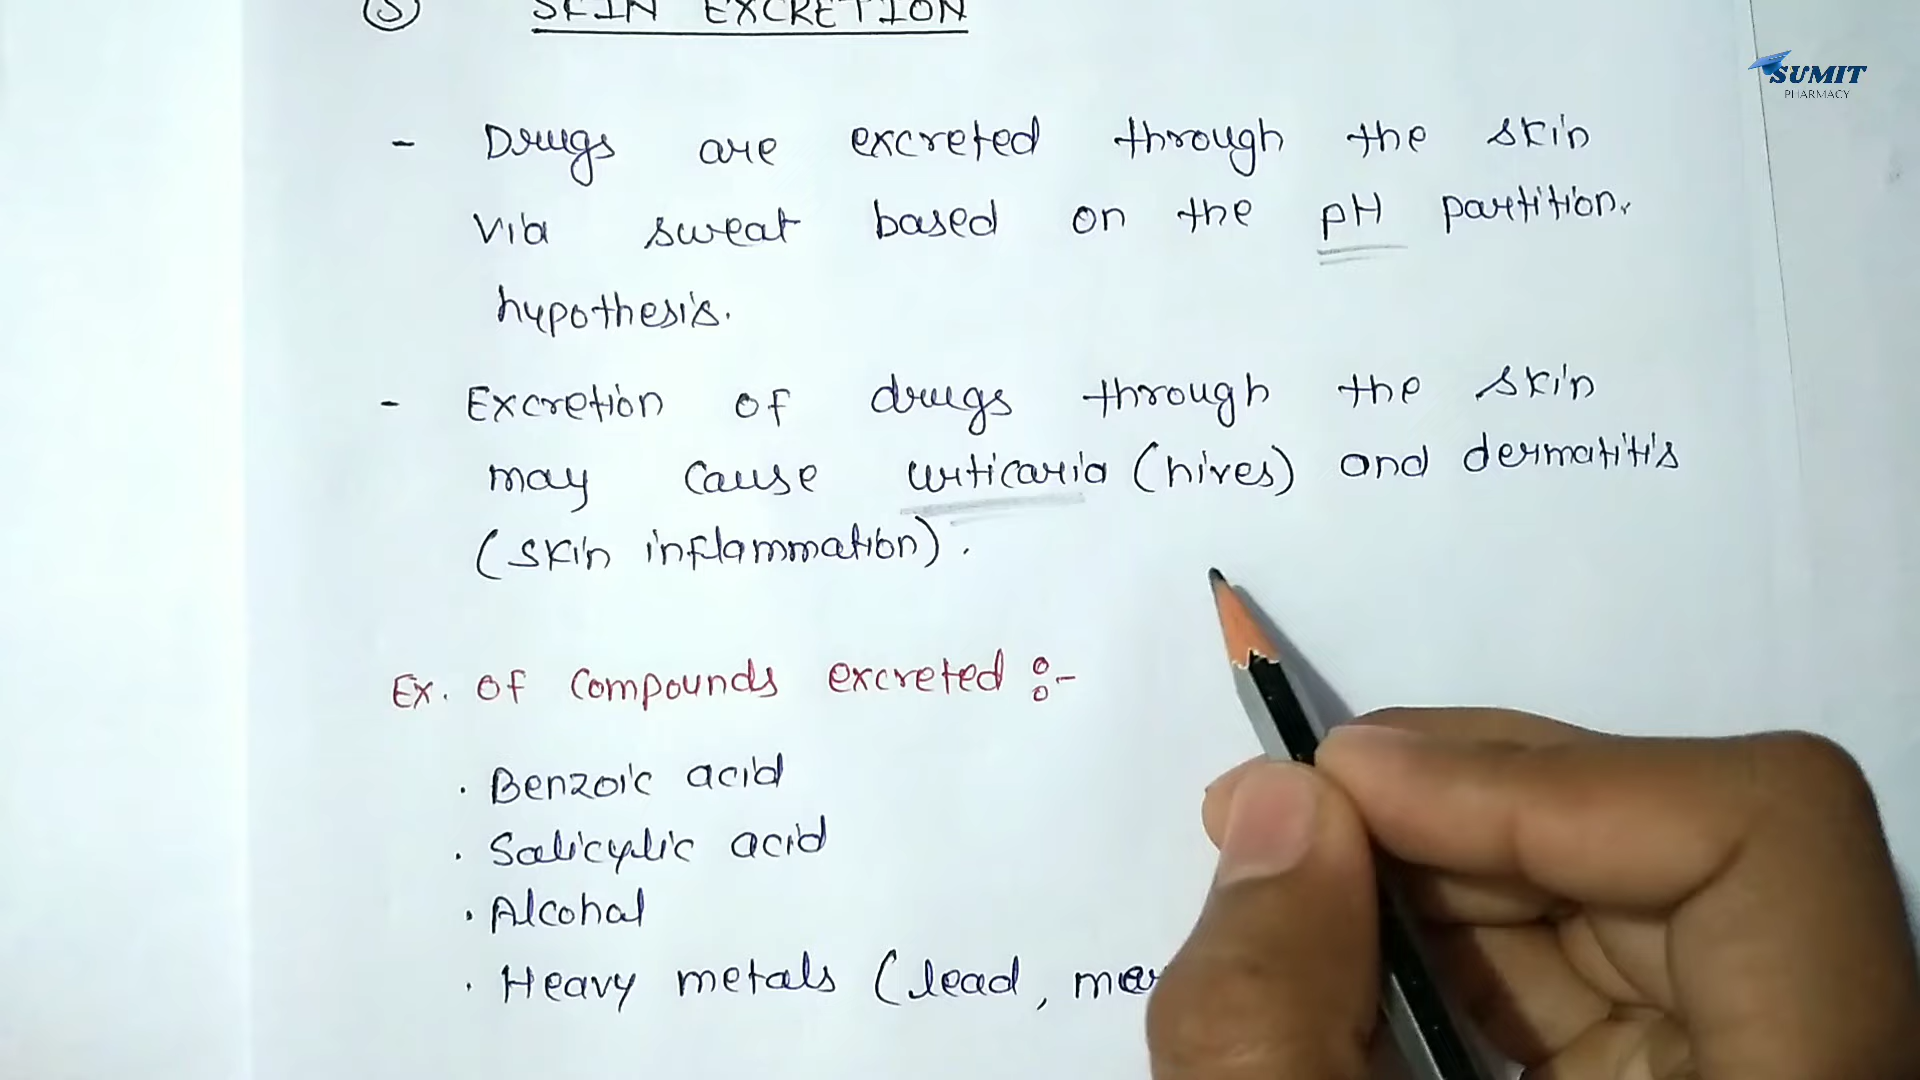 5 SKIN EXCRETION
SUMIT
PHARMACY
- Drugs are excreted through the skin
via sweat based on the pH partition
hypothesis.
- Excretion of drugs through the skin
may cause urticaria (hives) and dermatitis
(skin inflammation).
Ex. of compounds excreted :-
. Benzoic acid
. Salicylic acid
. Alcohal
. Heavy metals (lead,